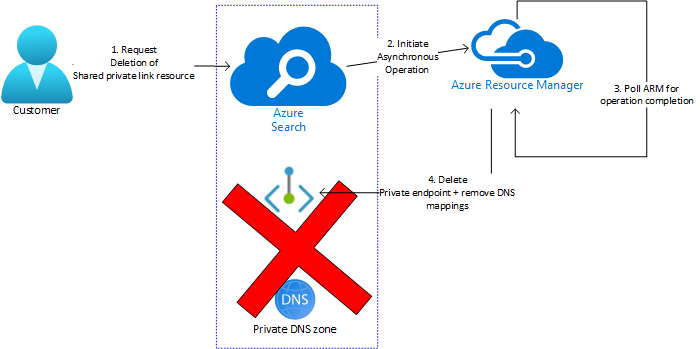 1. Request
Deletion of
Shared private link resource
Customer
Azure
Search
2. Initiate
Asynchronous
Operation
Azure Resource Manager
3. Poll ARM for
operation completion
4. Delete
Private endpoint + remove DNS
mappings
DNS
Private DNS zone